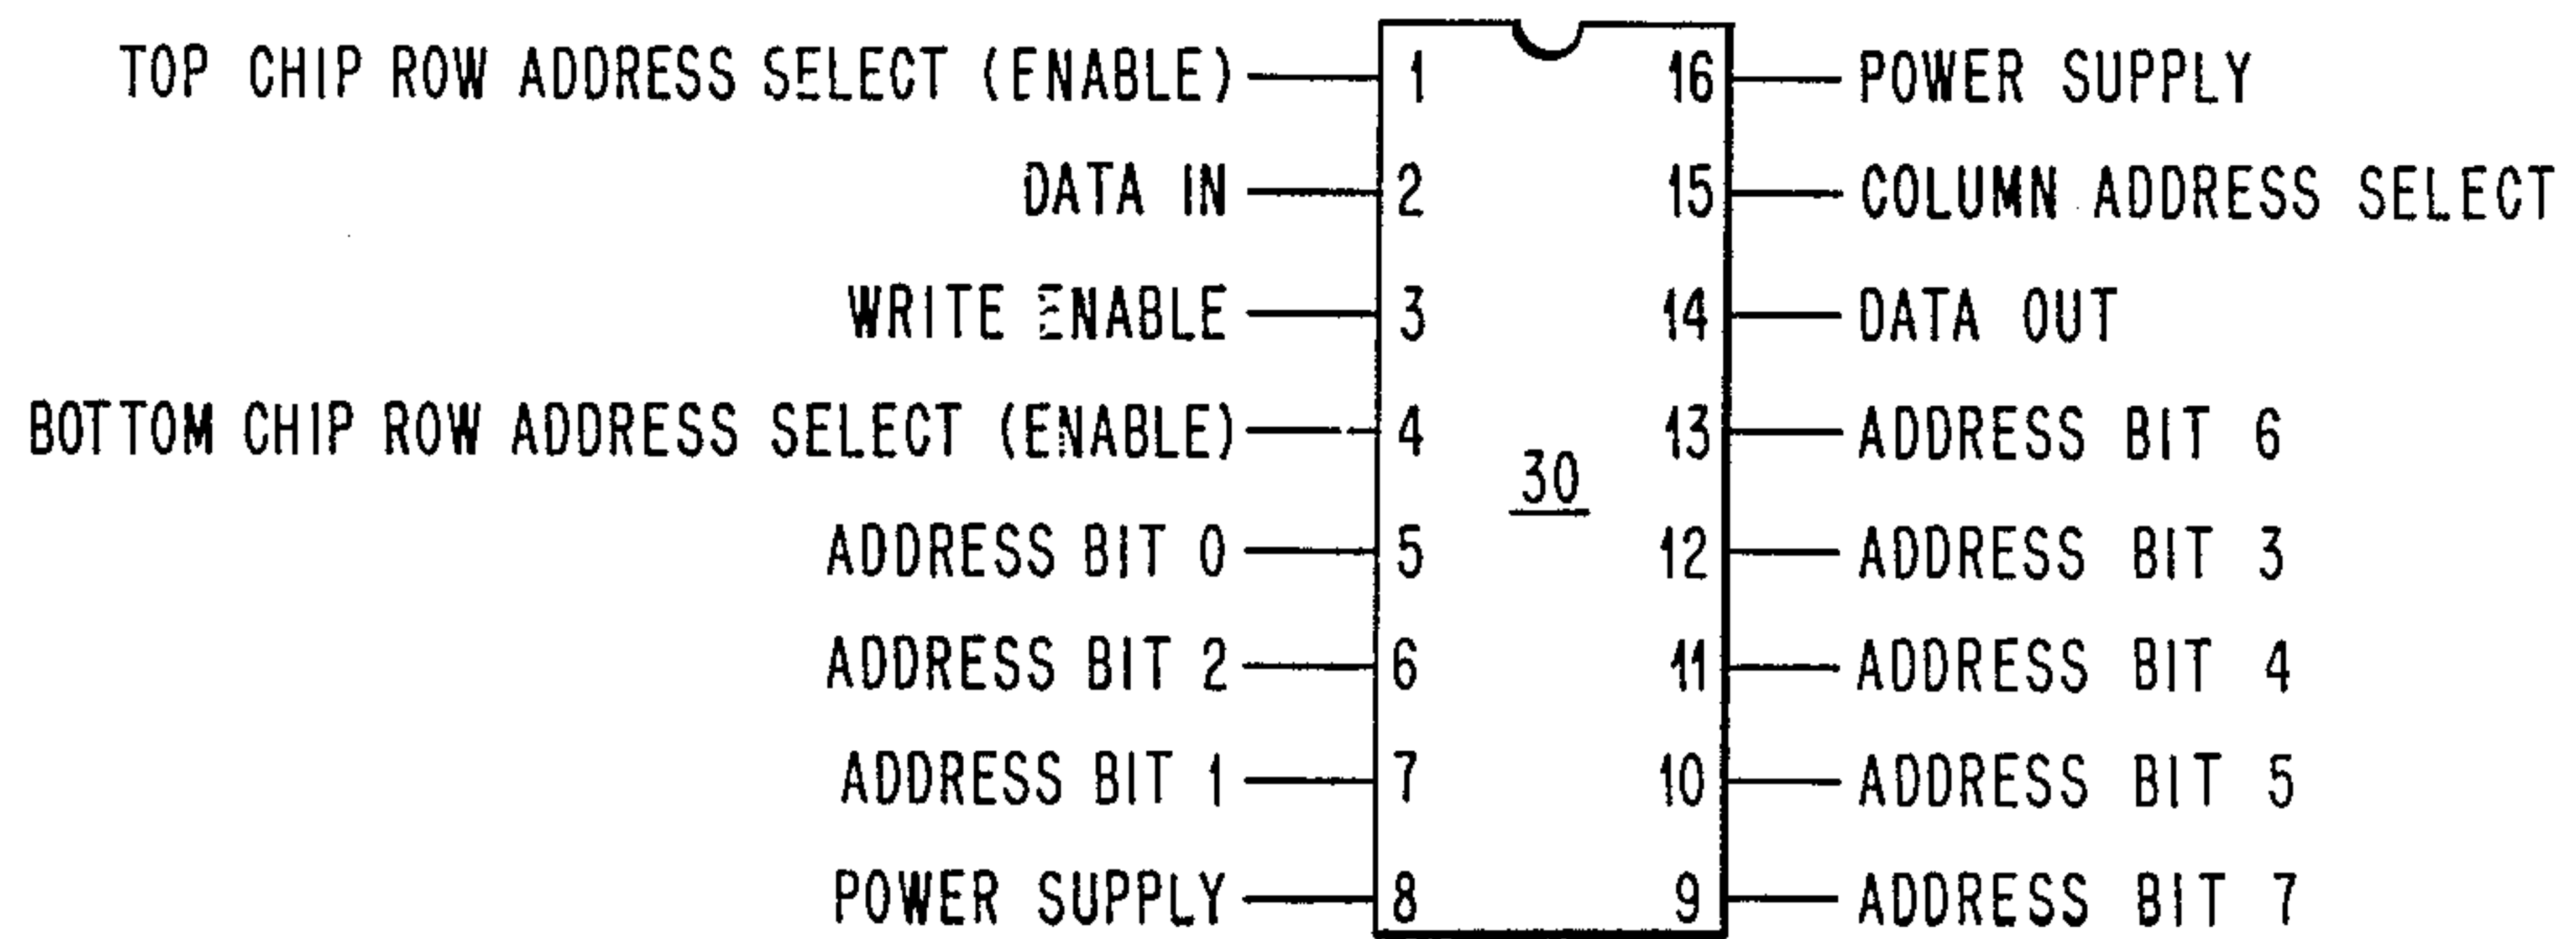 TOP CHIP ROW ADDRESS SELECT (ENABLE) 1 16 POWER SUPPLY
DATA IN 2 15 COLUMN ADDRESS SELECT
WRITE ENABLE 3 14 DATA OUT
BOTTOM CHIP ROW ADDRESS SELECT (ENABLE) 4 13 ADDRESS BIT 6
30
ADDRESS BIT 0 5 12 ADDRESS BIT 3
ADDRESS BIT 2 6 11 ADDRESS BIT 4
ADDRESS BIT 1 7 10 ADDRESS BIT 5
POWER SUPPLY 8 9 ADDRESS BIT 7